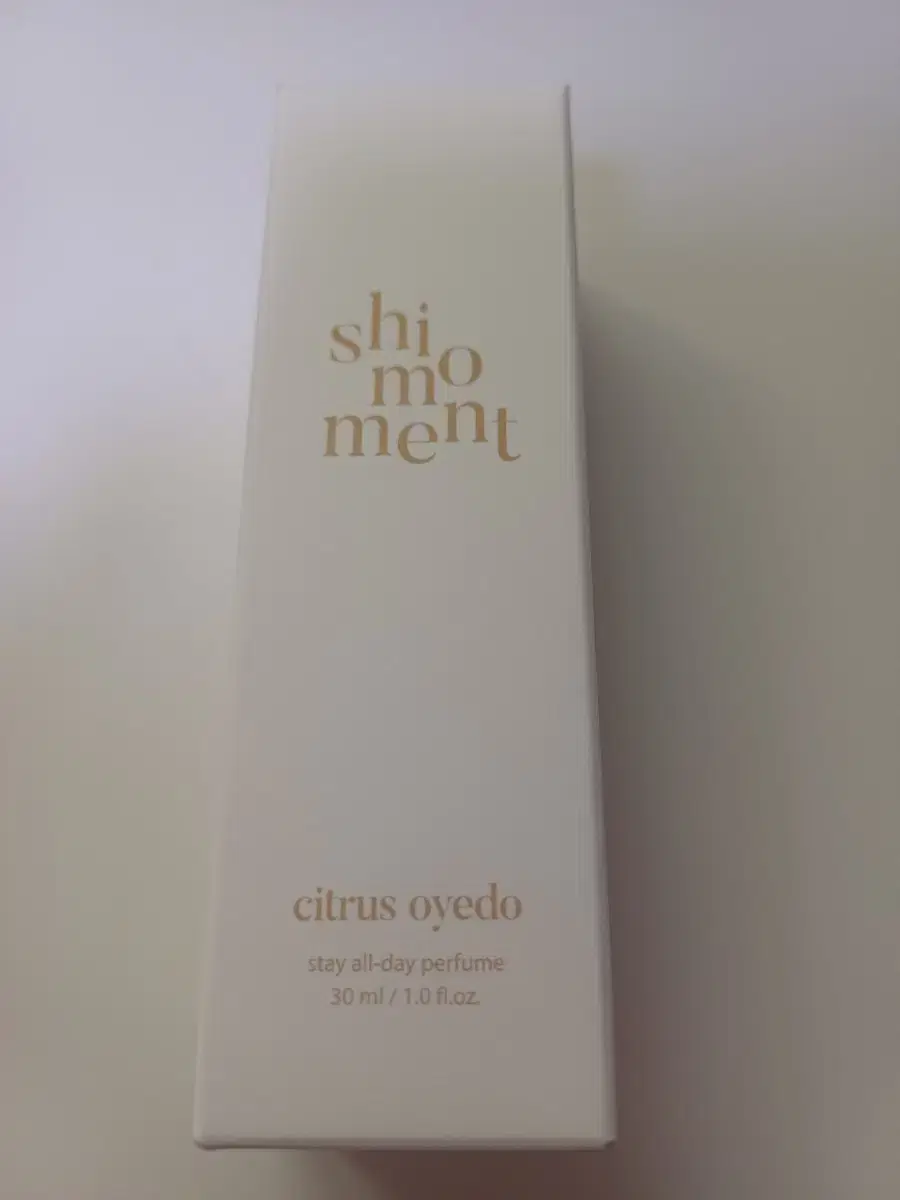 shi
mo
ment
citrus oyedo
stay all-day perfume
30 ml / 1.0 fl.oz.